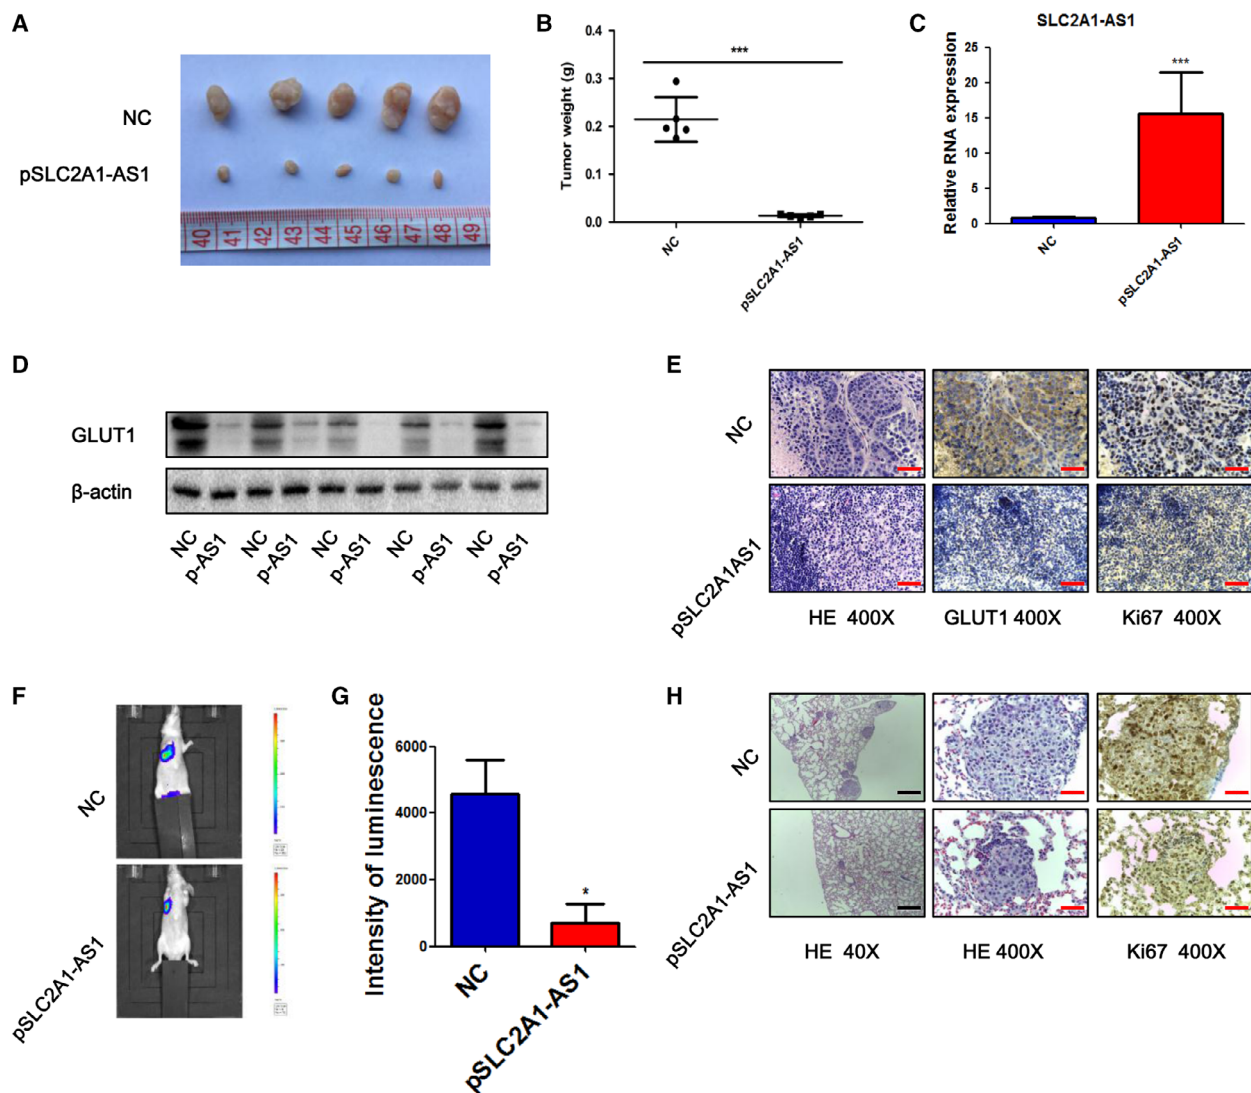 A
NC
pSLC2A1-AS1
40 41 42 43 44 45 46 47 48 49
B
Tumor weight (g)
0.4
0.3
0.2
0.1
0.0
***
NC
pSLC2A1-AS1
C
SLC2A1-AS1
Relative RNA expression
25
20
15
10
5
0
***
NC
pSLC2A1-AS1
D
GLUT1
β-actin
NC
p-AS1
NC
p-AS1
NC
p-AS1
NC
p-AS1
NC
p-AS1
E
NC
pSLC2A1AS1
HE 400X
GLUT1 400X
Ki67 400X
F
NC
pSLC2A1-AS1
G
Intensity of luminescence
6000
4000
2000
0
*
NC
pSLC2A1-AS1
H
NC
pSLC2A1-AS1
HE 40X
HE 400X
Ki67 400X